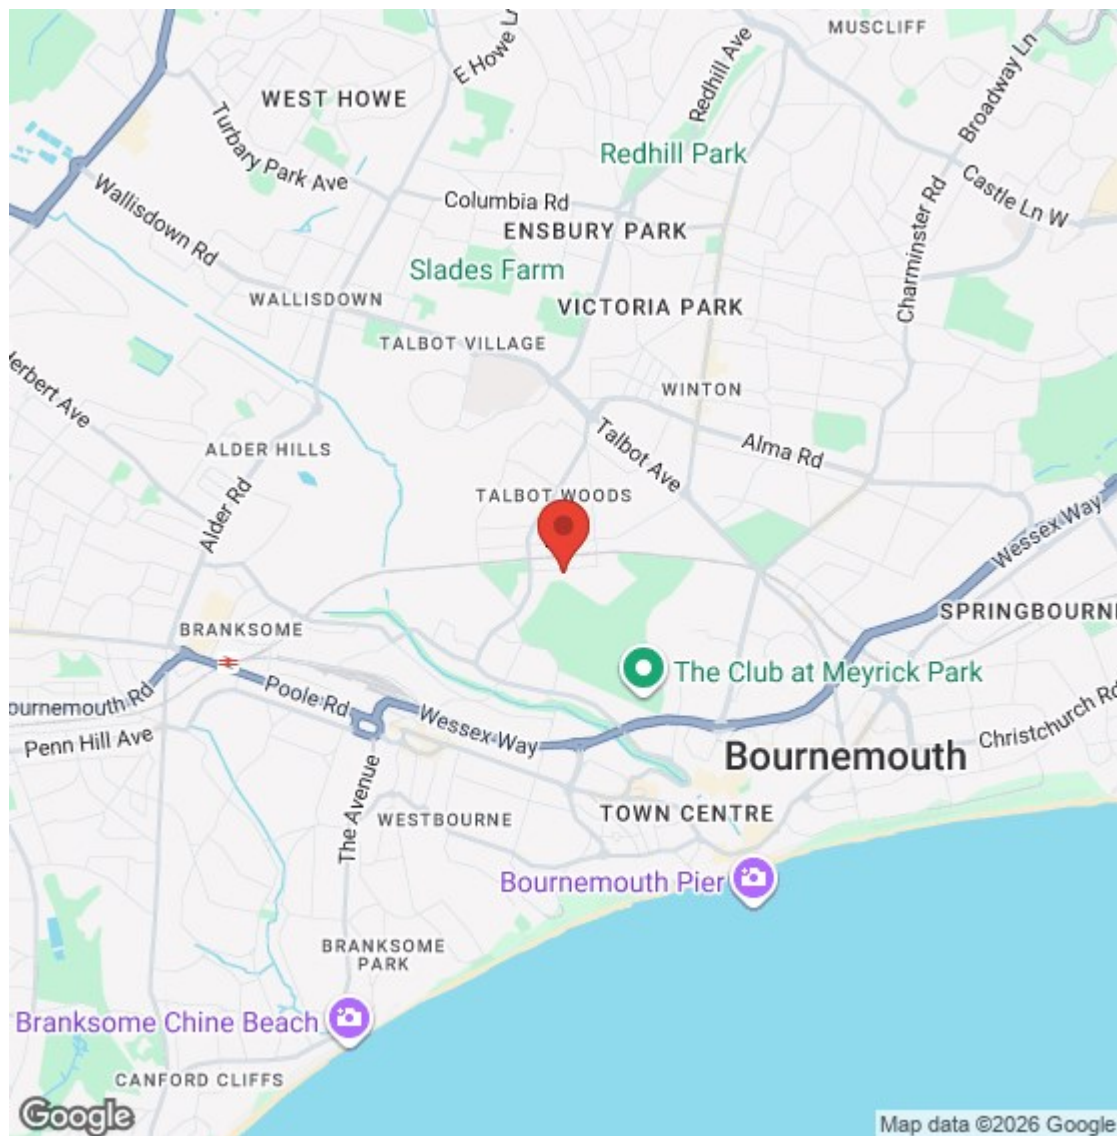 MUSCLIFF
E Howe Ln
Redhill Ave
Broadway Ln
WEST HOWE
Turbary Park Ave
Redhill Park
Wallisdown Rd
Columbia Rd
Castle Ln W
ENSBURY PARK
Charminster Rd
Slades Farm
WALLISDOWN
VICTORIA PARK
TALBOT VILLAGE
Herbert Ave
WINTON
ALDER HILLS
Talbot Ave
Alma Rd
TALBOT WOODS
Alder Rd
Wessex Way
SPRINGBOURNE
BRANKSOME
The Club at Meyrick Park
ournemouth Rd
Poole Rd
Wessex Way
Christchurch Rd
Penn Hill Ave
Bournemouth
The Avenue
WESTBOURNE
TOWN CENTRE
Bournemouth Pier
BRANKSOME
PARK
Branksome Chine Beach
CANFORD CLIFFS
Google
Map data ©2026 Google